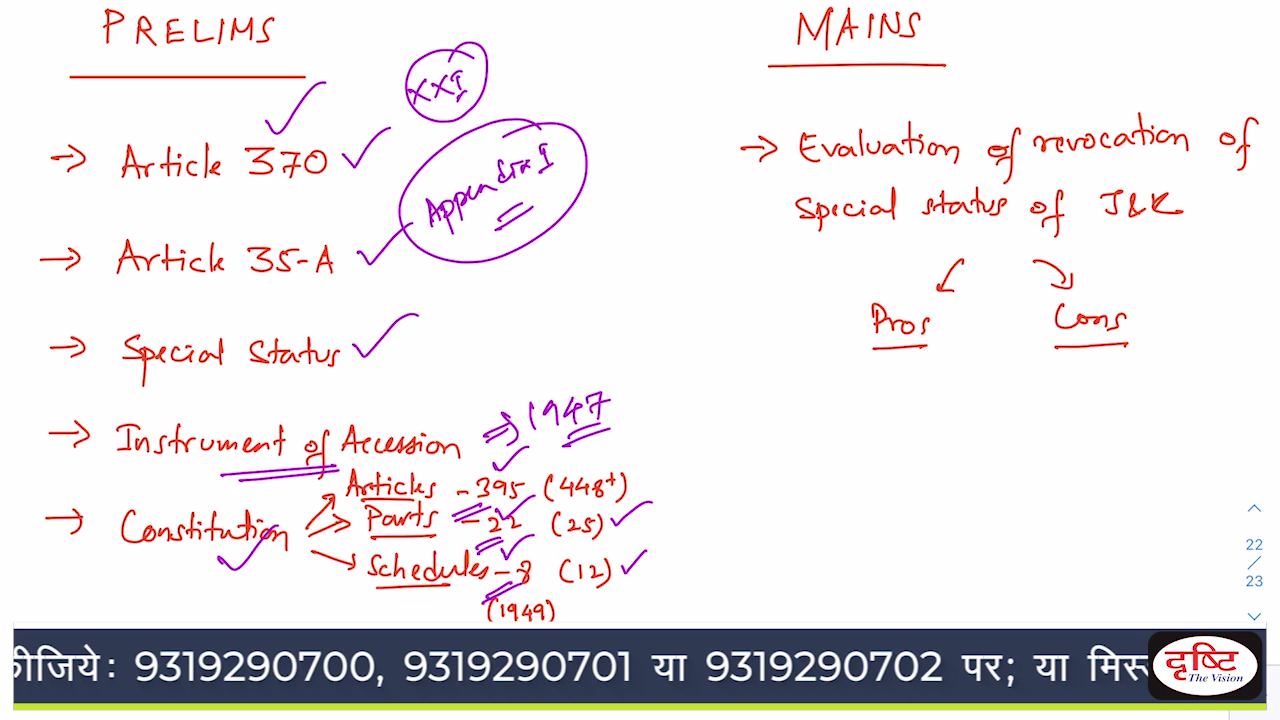 PRELIMS
XXI
→ Article 370
Appendix I
→ Article 35-A
→ Special Status
→ Instrument of Accession ⇒ 1947
→ Constitution
Articles - 395 (448+)
Parts - 22 (25)
Schedules - 8 (12)
(1949)
MAINS
→ Evaluation of revocation of
special status of J&K
Pros
Cons
22
/
23
कीजिये: 9319290700, 9319290701 या 9319290702 पर; या
दृष्टि
The Vision